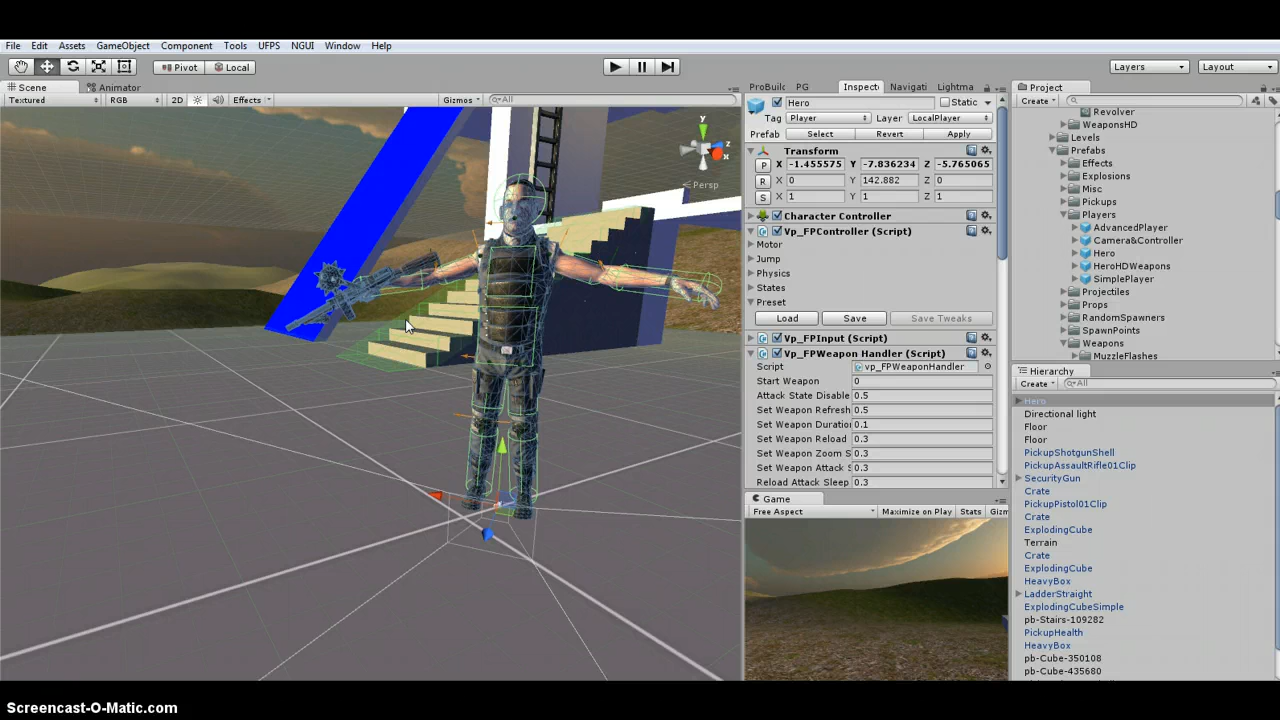 File Edit Assets GameObject Component Tools UFPS NGUI Window Help
Pivot Local Layers Layout
Scene Animator
Textured RGB 2D Effects Gizmos All
y
z
x
Persp
ProBuilc PG Inspect Navigati Lightma
Hero Static
Tag Player Layer LocalPlayer
Prefab Select Revert Apply
Transform
P X -1.455575 Y -7.836234 Z -5.765065
R X 0 Y 142.882 Z 0
S X 1 Y 1 Z 1
Character Controller
Vp_FPController (Script)
Motor
Jump
Physics
States
Preset
Load Save Save Tweaks
Vp_FPInput (Script)
Vp_FPWeapon Handler (Script)
Script vp_FPWeaponHandler
Start Weapon 0
Attack State Disable 0.5
Set Weapon Refresh 0.5
Set Weapon Duratio 0.1
Set Weapon Reload 0.3
Set Weapon Zoom S 0.3
Set Weapon Attack S 0.3
Reload Attack Sleep 0.3
Game
Free Aspect Maximize on Play Stats Gizm
Project
Create
Revolver
WeaponsHD
Levels
Prefabs
Effects
Explosions
Misc
Pickups
Players
AdvancedPlayer
Camera&Controller
Hero
HeroHDWeapons
SimplePlayer
Projectiles
Props
RandomSpawners
SpawnPoints
Weapons
MuzzleFlashes
Hierarchy
Create All
Hero
Directional light
Floor
Floor
PickupShotgunShell
PickupAssaultRifle01Clip
SecurityGun
Crate
PickupPistol01Clip
Crate
ExplodingCube
Terrain
Crate
ExplodingCube
HeavyBox
LadderStraight
ExplodingCubeSimple
pb-Stairs-109282
PickupHealth
HeavyBox
pb-Cube-350108
pb-Cube-435680
Screencast-O-Matic.com